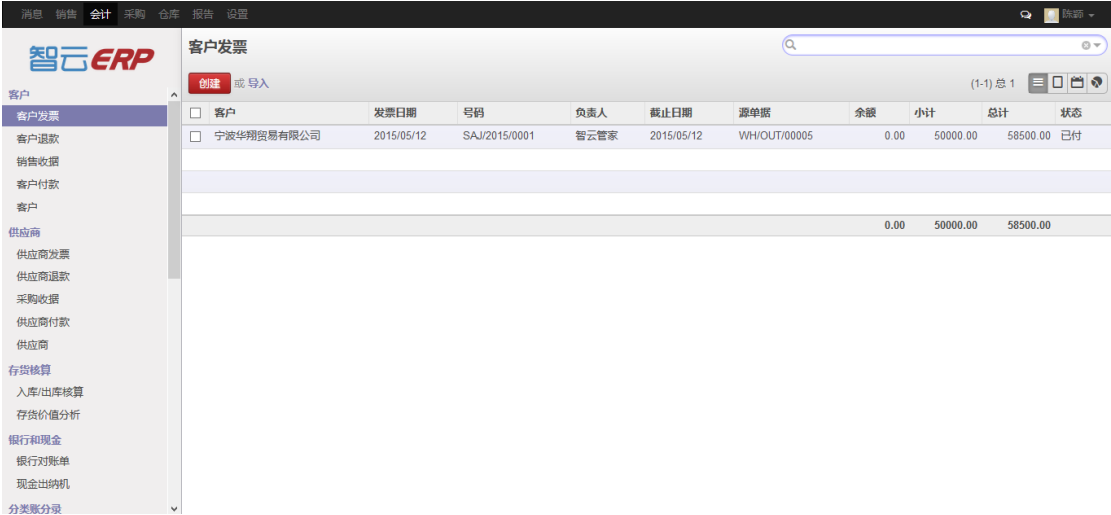 消息 销售 会计 采购 仓库 报告 设置 陈颖
智云ERP
客户发票
创建 或 导入 (1-1) 总 1
客户
客户发票
客户退款
销售收据
客户付款
客户
供应商
供应商发票
供应商退款
采购收据
供应商付款
供应商
存货核算
入库/出库核算
存货价值分析
银行和现金
银行对账单
现金出纳机
分类账分录
客户 发票日期 号码 负责人 截止日期 源单据 余额 小计 总计 状态
宁波华翔贸易有限公司 2015/05/12 SAJ/2015/0001 智云管家 2015/05/12 WH/OUT/00005 0.00 50000.00 58500.00 已付
0.00 50000.00 58500.00